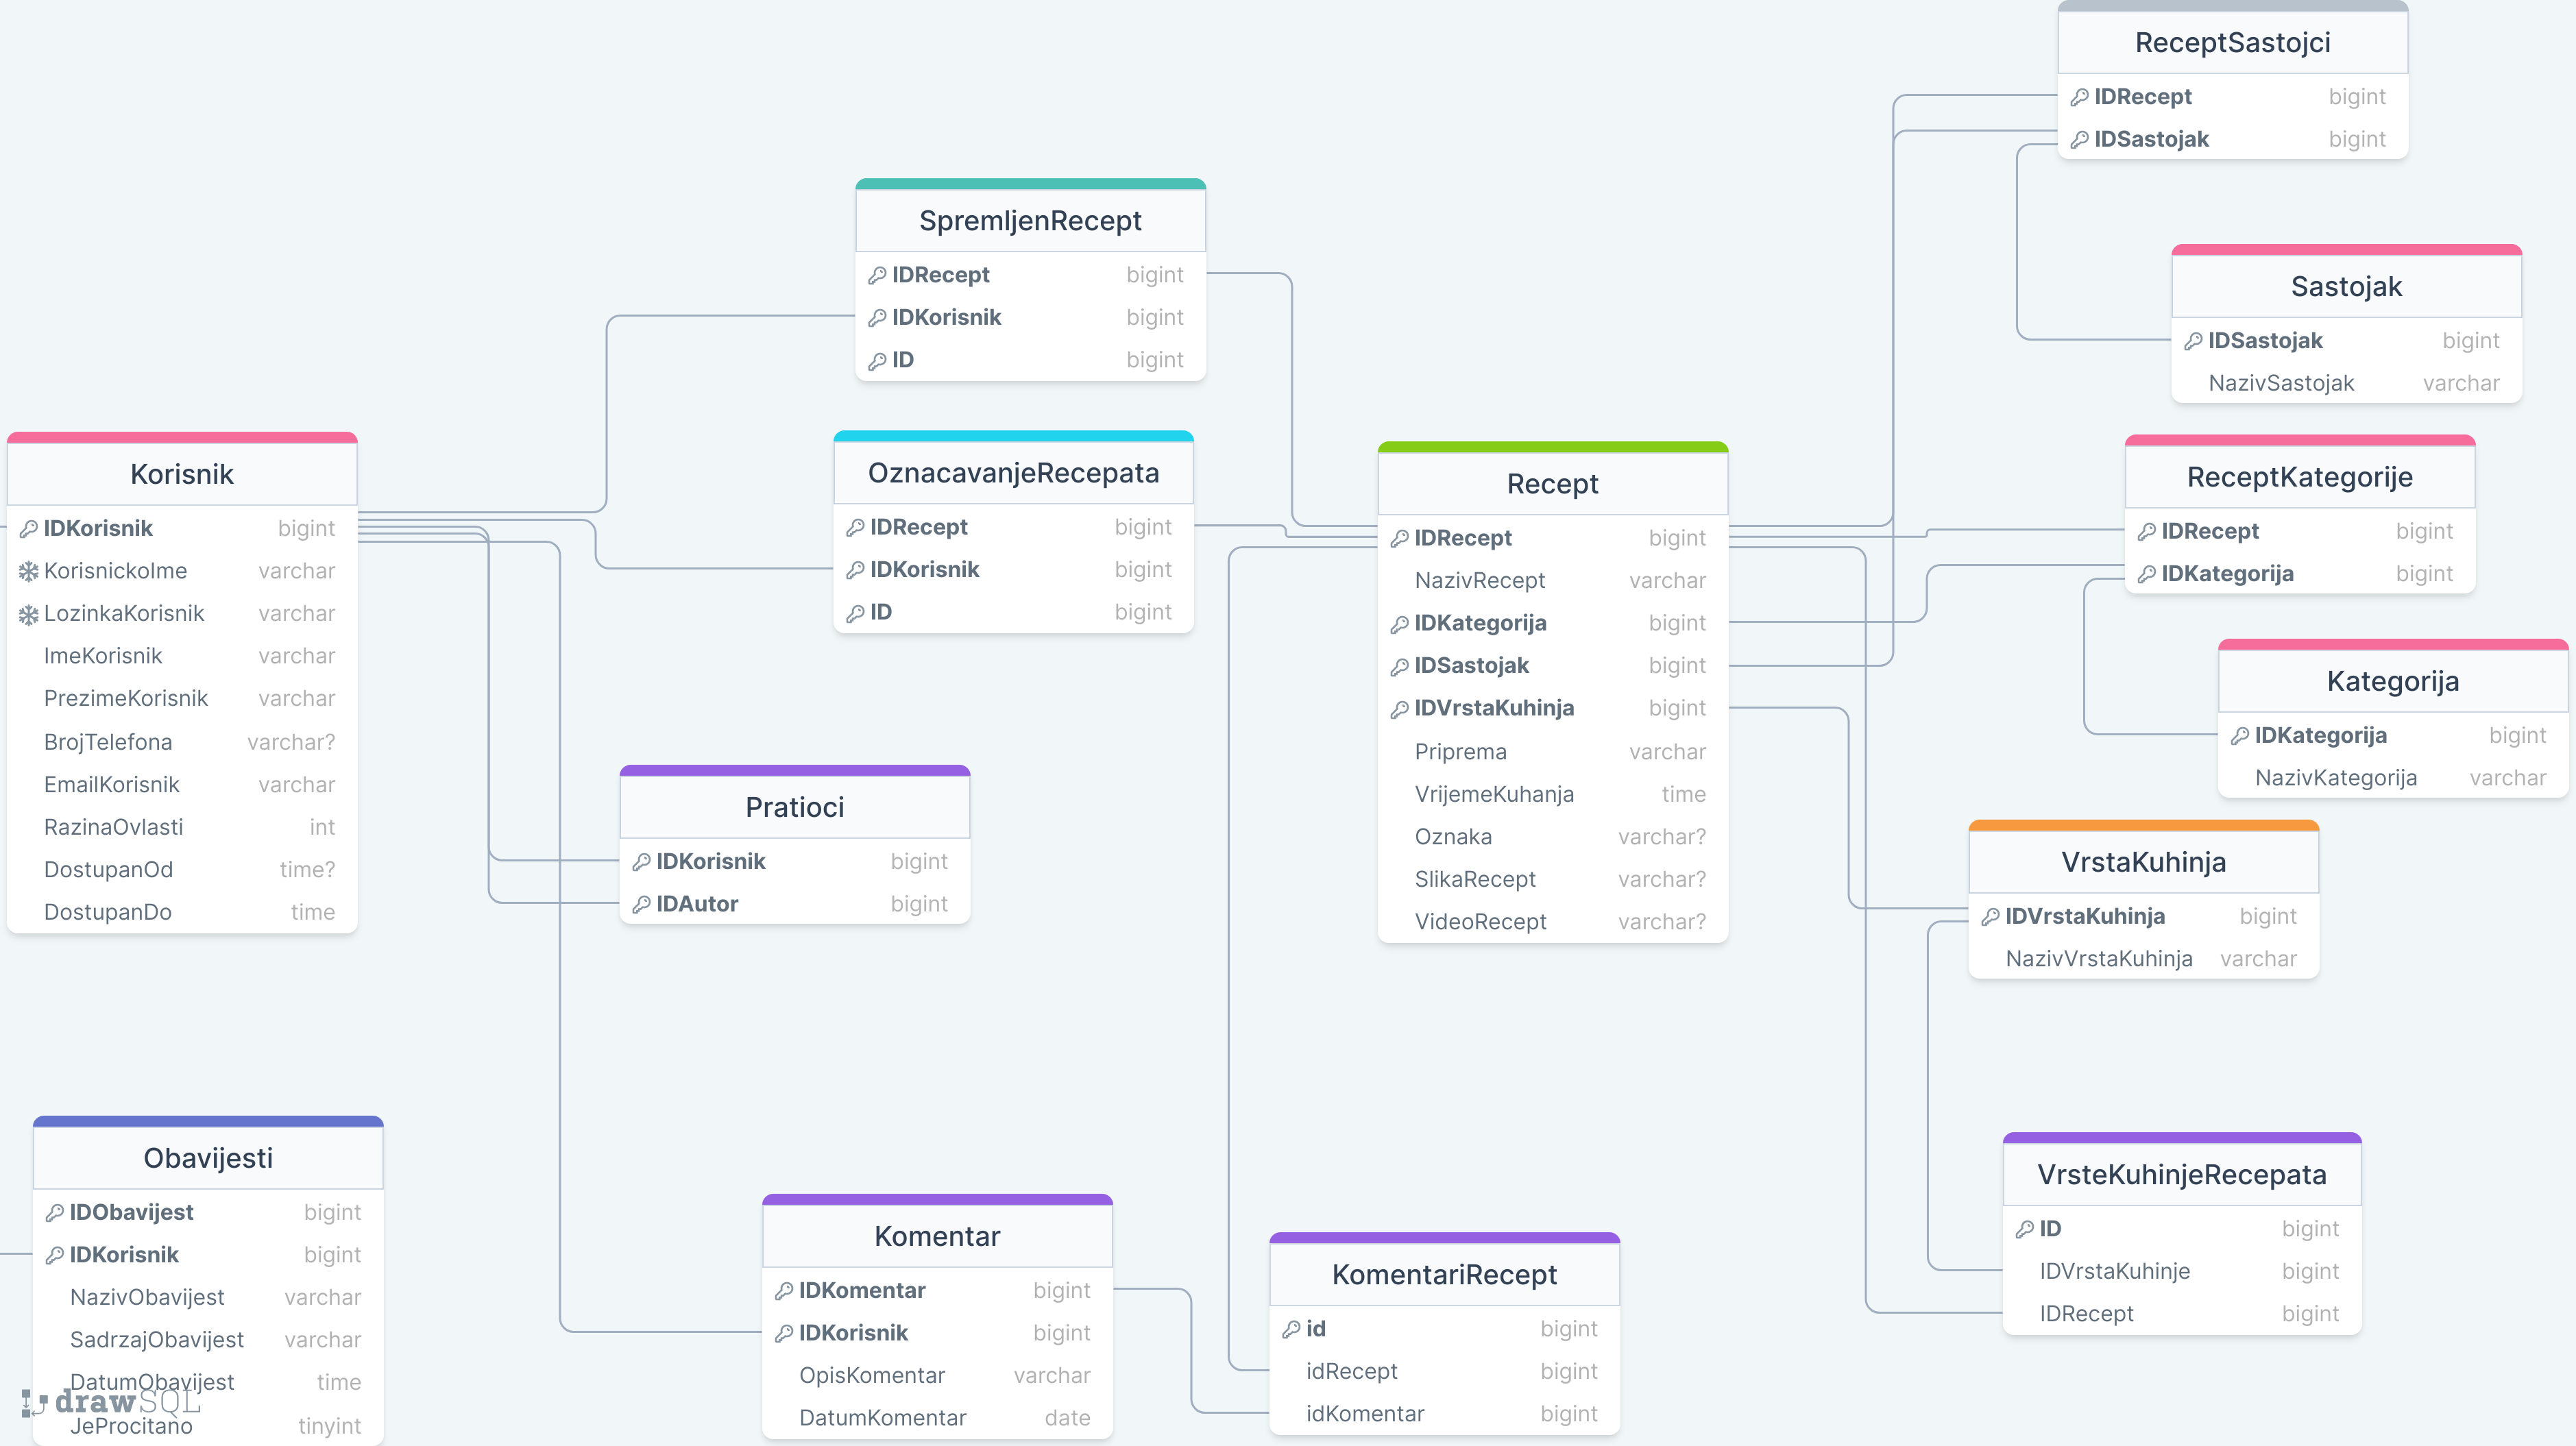 ReceptSastojci
IDRecept bigint
IDSastojak bigint
SpremljenRecept
IDRecept bigint
IDKorisnik bigint
ID bigint
Sastojak
IDSastojak bigint
NazivSastojak varchar
Korisnik
IDKorisnik bigint
KorisnickoIme varchar
LozinkaKorisnik varchar
ImeKorisnik varchar
PrezimeKorisnik varchar
BrojTelefona varchar?
EmailKorisnik varchar
RazinaOvlasti int
DostupanOd time?
DostupanDo time
OznacavanjeRecepata
IDRecept bigint
IDKorisnik bigint
ID bigint
Recept
IDRecept bigint
NazivRecept varchar
IDKategorija bigint
IDSastojak bigint
IDVrstaKuhinja bigint
Priprema varchar
VrijemeKuhanja time
Oznaka varchar?
SlikaRecept varchar?
VideoRecept varchar?
ReceptKategorije
IDRecept bigint
IDKategorija bigint
Kategorija
IDKategorija bigint
NazivKategorija varchar
Pratioci
IDKorisnik bigint
IDAutor bigint
VrstaKuhinja
IDVrstaKuhinja bigint
NazivVrstaKuhinja varchar
Obavijesti
IDObavijest bigint
IDKorisnik bigint
NazivObavijest varchar
SadrzajObavijest varchar
DatumObavijest time
JeProcitano tinyint
drawSQL
Komentar
IDKomentar bigint
IDKorisnik bigint
OpisKomentar varchar
DatumKomentar date
KomentariRecept
id bigint
idRecept bigint
idKomentar bigint
VrsteKuhinjeRecepata
ID bigint
IDVrstaKuhinje bigint
IDRecept bigint